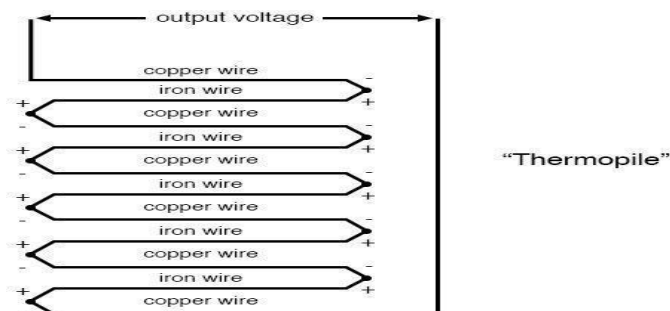 output voltage
copper wire
-
iron wire
+
+
copper wire
-
-
iron wire
+
+
copper wire
-
-
iron wire
+
+
copper wire
-
-
iron wire
+
+
copper wire
-
-
iron wire
+
+
copper wire
“Thermopile”